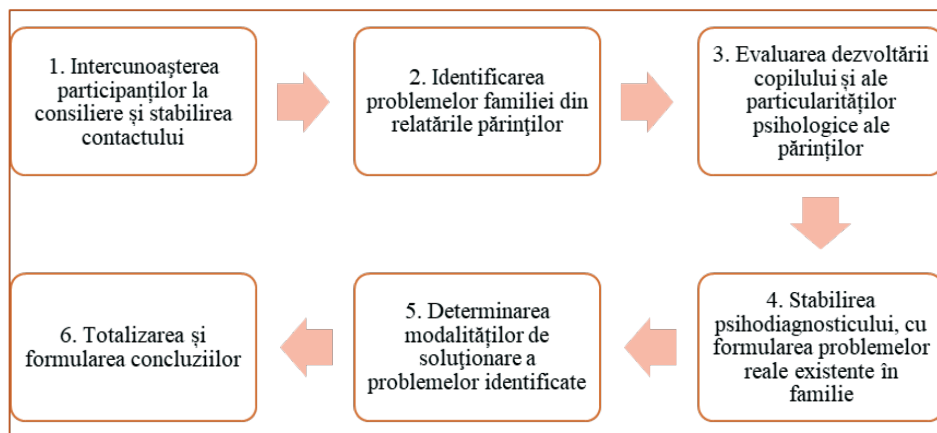 1. Intercunoașterea
participanților la
consiliere și stabilirea
contactului
2. Identificarea
problemelor familiei din
relatările părinţilor
3. Evaluarea dezvoltării
copilului și ale
particularităților
psihologice ale
părinților
4. Stabilirea
psihodiagnosticului, cu
formularea problemelor
reale existente în
familie
5. Determinarea
modalităților de
soluţionare a
problemelor identificate
6. Totalizarea și
formularea concluziilor